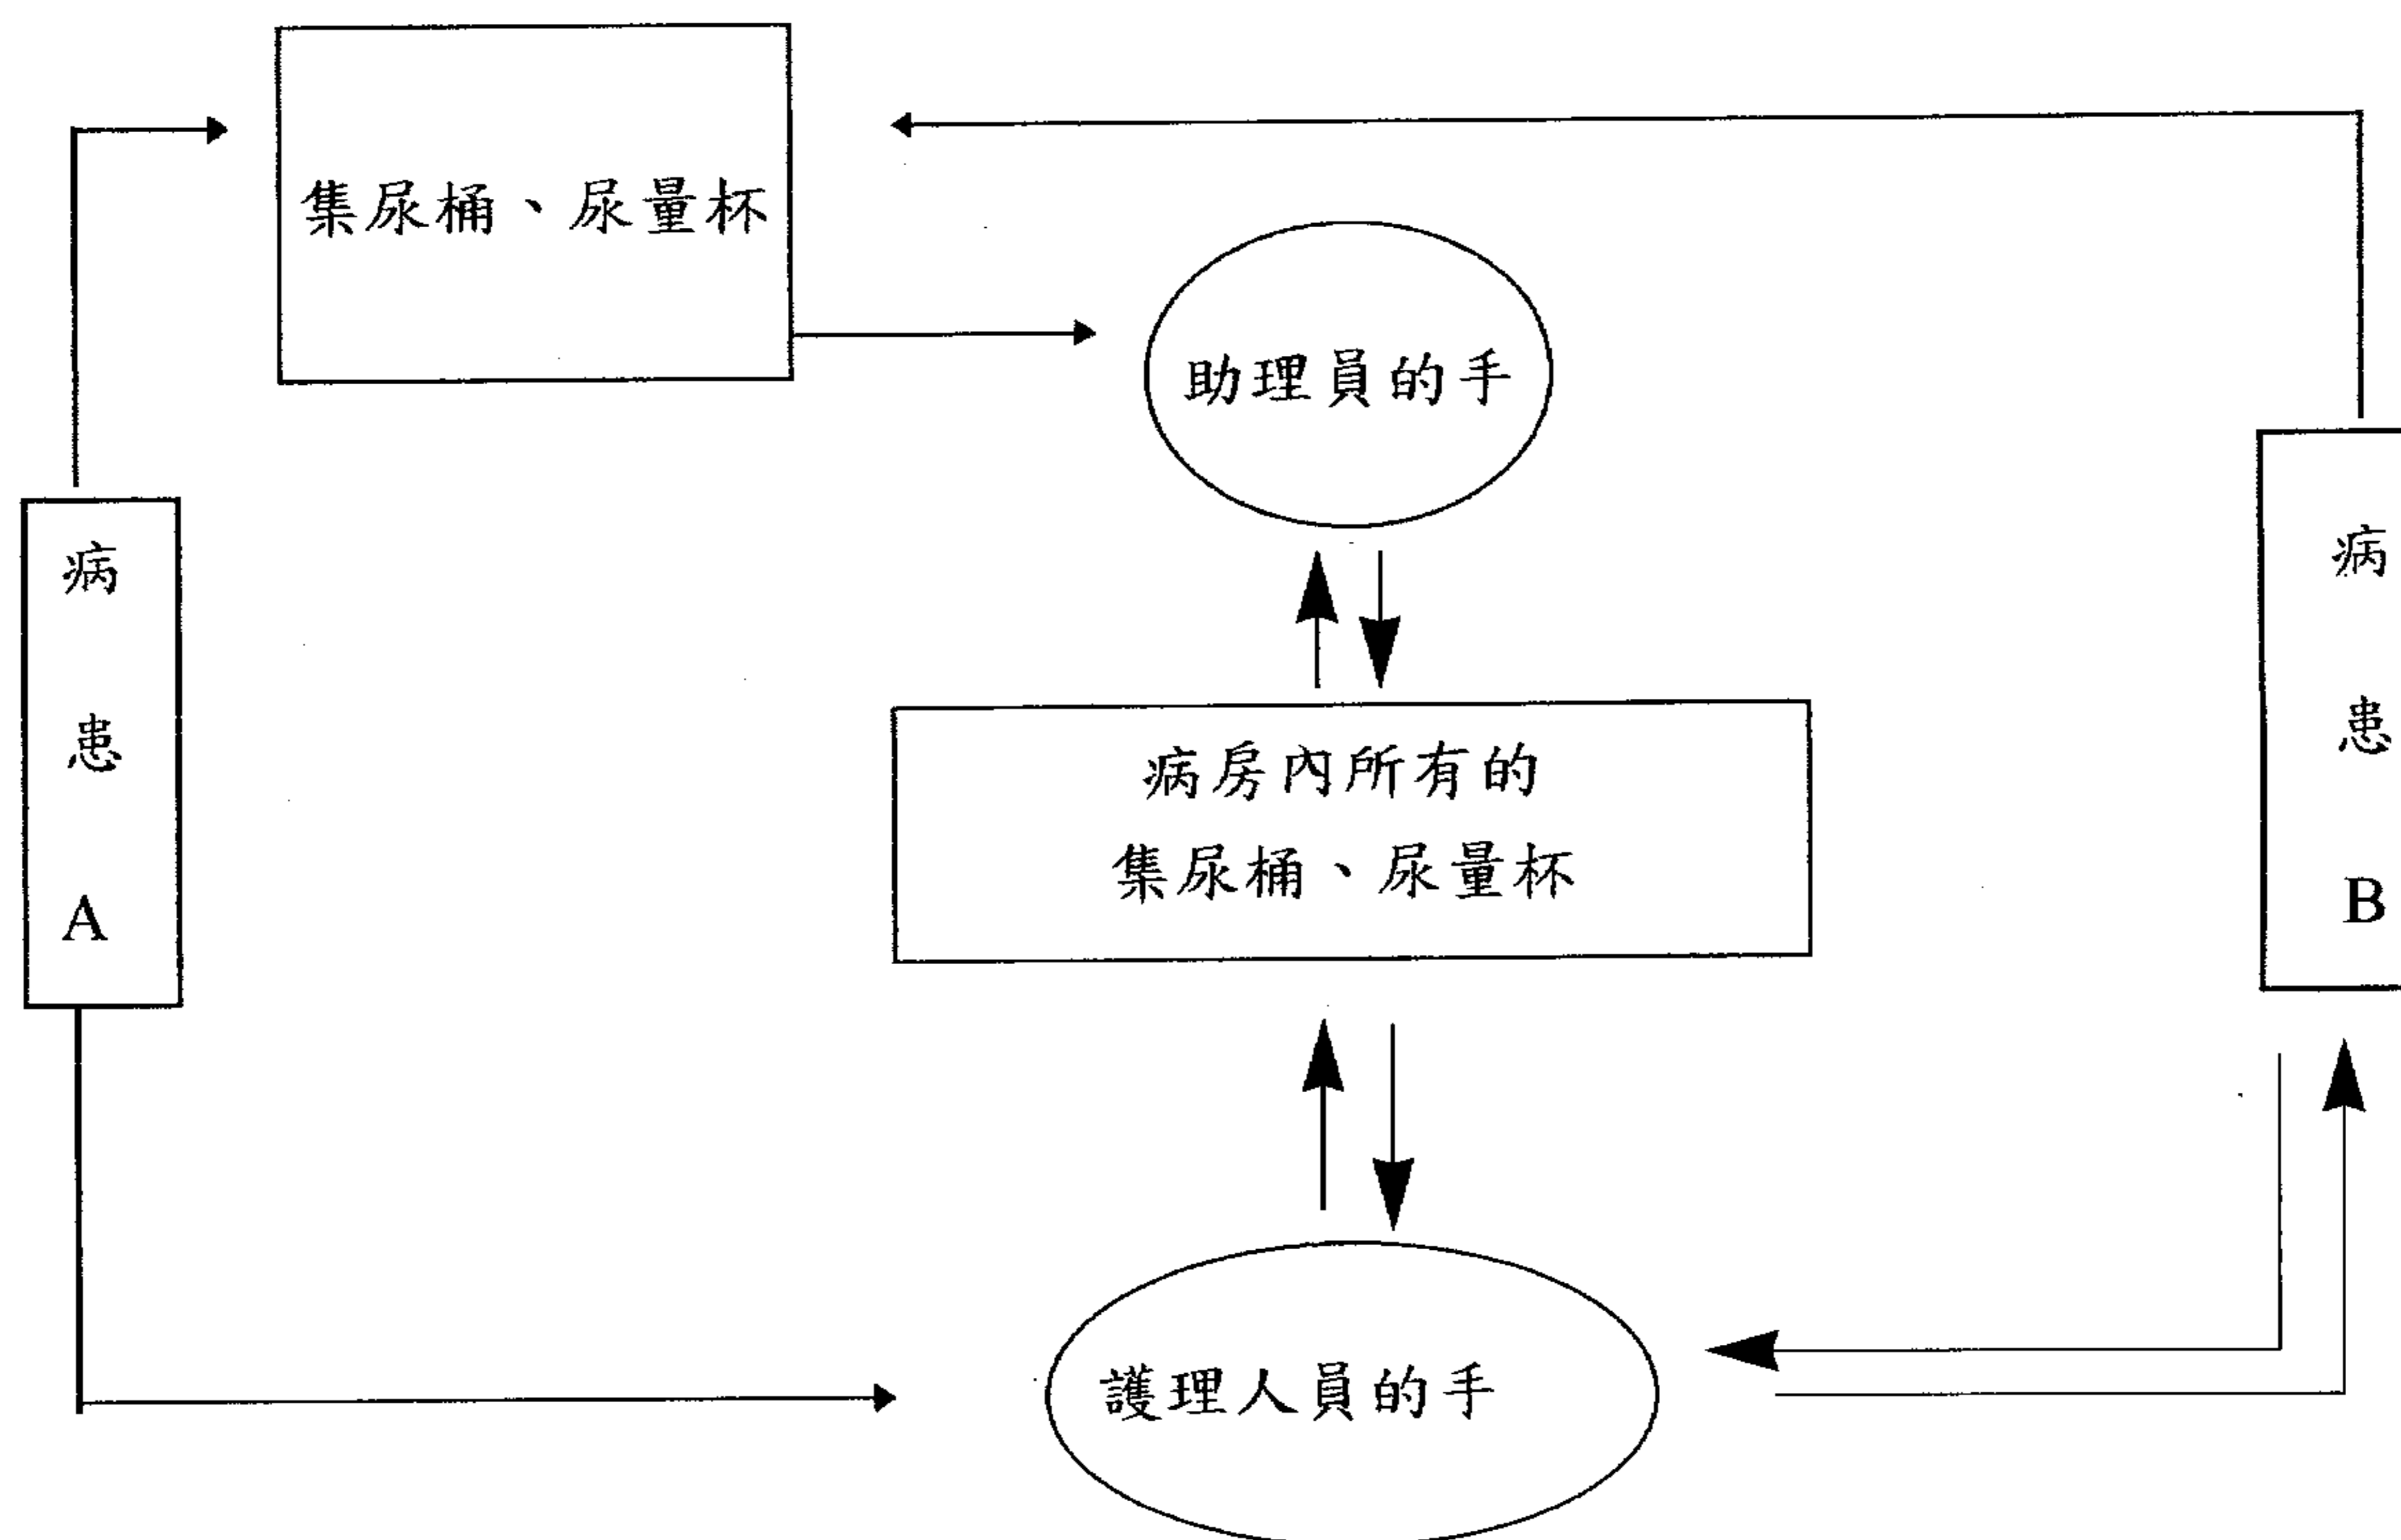 集尿桶、尿量杯
助理員的手
病患A
病患B
病房內所有的
集尿桶、尿量杯
護理人員的手